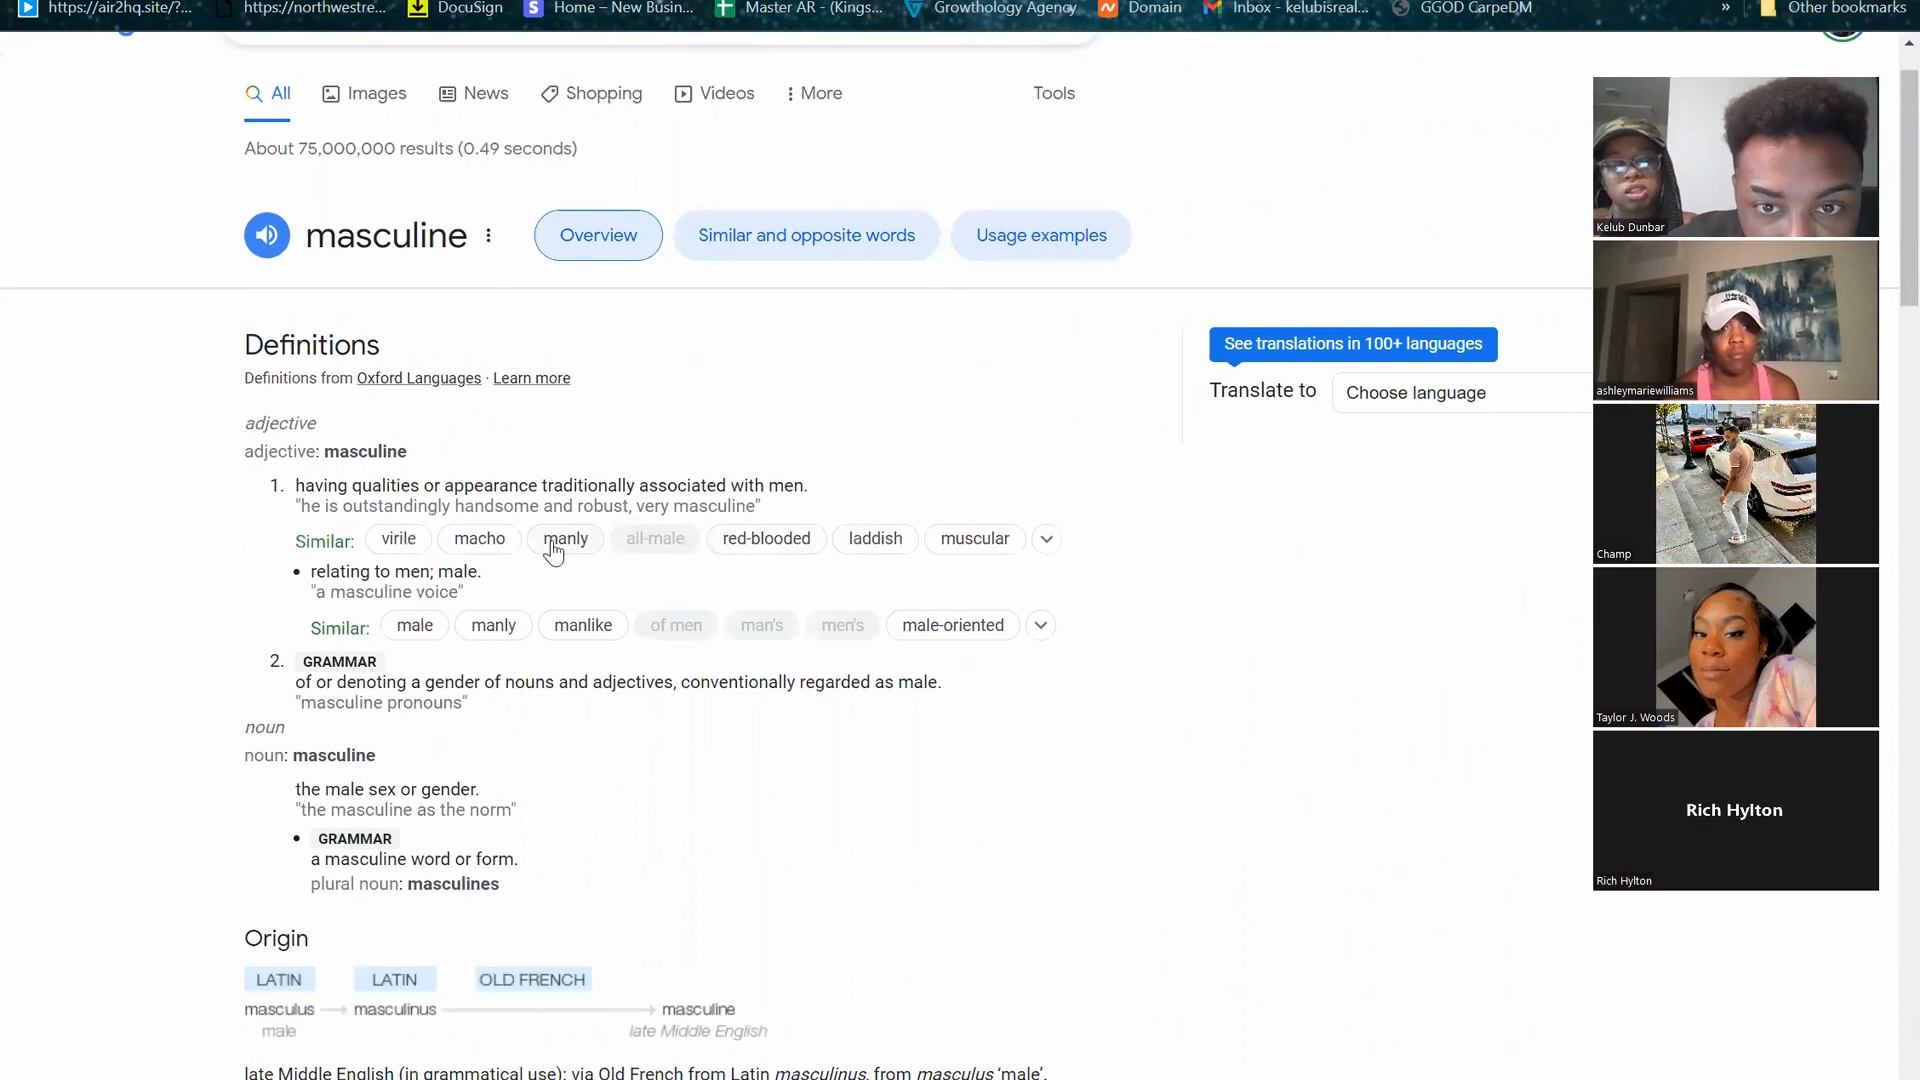 https://air2hq.site/?... https://northwestre... DocuSign Home – New Busin... Master AR - (Kings... Growthology Agency Domain Inbox - kelubisreal... GGOD CarpeDM » Other bookmarks
All Images News Shopping Videos More Tools
About 75,000,000 results (0.49 seconds)
masculine Overview Similar and opposite words Usage examples
Definitions
Definitions from Oxford Languages · Learn more
See translations in 100+ languages
Translate to Choose language
adjective
adjective: masculine
1. having qualities or appearance traditionally associated with men.
"he is outstandingly handsome and robust, very masculine"
Similar: virile macho manly all-male red-blooded laddish muscular
• relating to men; male.
"a masculine voice"
Similar: male manly manlike of men man's men's male-oriented
2. GRAMMAR
of or denoting a gender of nouns and adjectives, conventionally regarded as male.
"masculine pronouns"
noun
noun: masculine
the male sex or gender.
"the masculine as the norm"
• GRAMMAR
a masculine word or form.
plural noun: masculines
Origin
LATIN LATIN OLD FRENCH
masculus masculinus masculine
male late Middle English
late Middle English (in grammatical use): via Old French from Latin masculinus, from masculus 'male'.
Kelub Dunbar
ashleymariewilliams
Champ
Taylor J. Woods
Rich Hylton
Rich Hylton